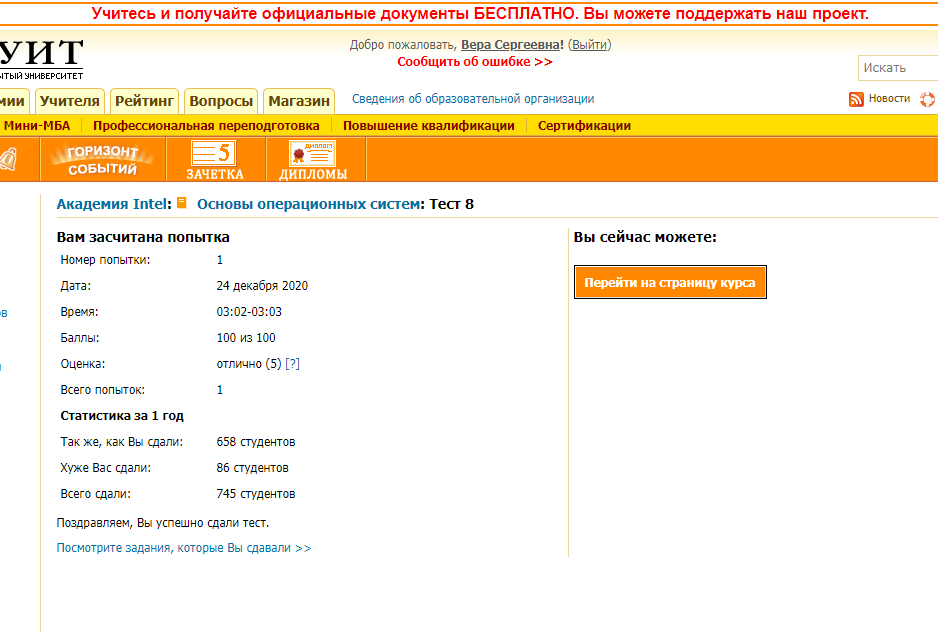 Учитесь и получайте официальные документы БЕСПЛАТНО. Вы можете поддержать наш проект.
УИТ
ЫТЫЙ УНИВЕРСИТЕТ
Добро пожаловать, Вера Сергеевна! (Выйти)
Сообщить об ошибке >>
Искать
мии Учителя Рейтинг Вопросы Магазин Сведения об образовательной организации Новости
Мини-МБА Профессиональная переподготовка Повышение квалификации Сертификации
ГОРИЗОНТ СОБЫТИЙ
5 ЗАЧЕТКА
ДИПЛОМ ДИПЛОМЫ
Академия Intel: Основы операционных систем: Тест 8
Вам засчитана попытка
Номер попытки: 1
Дата: 24 декабря 2020
Время: 03:02-03:03
Баллы: 100 из 100
Оценка: отлично (5) [?]
Всего попыток: 1
Статистика за 1 год
Так же, как Вы сдали: 658 студентов
Хуже Вас сдали: 86 студентов
Всего сдали: 745 студентов
Поздравляем, Вы успешно сдали тест.
Посмотрите задания, которые Вы сдавали >>
Вы сейчас можете:
Перейти на страницу курса
ов